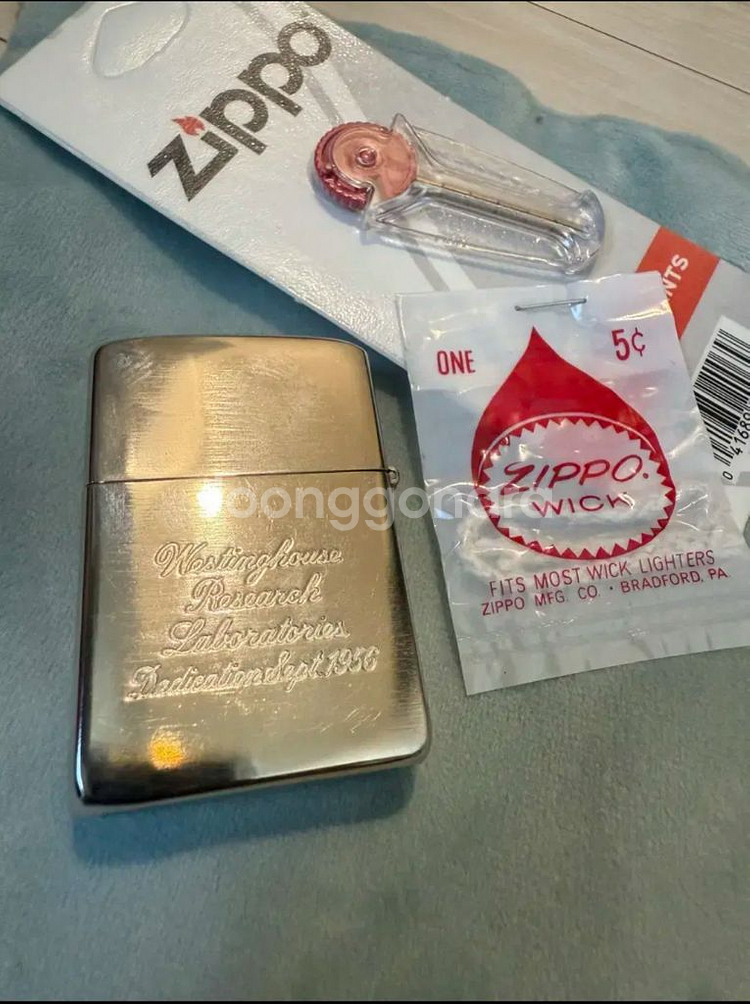 zippo
NTS
ONE 5¢
ZIPPO.
WICK
FITS MOST WICK LIGHTERS
ZIPPO MFG. CO. • BRADFORD, PA
Westinghouse
Research
Laboratories
Dedication Sept. 1956
joonggonara